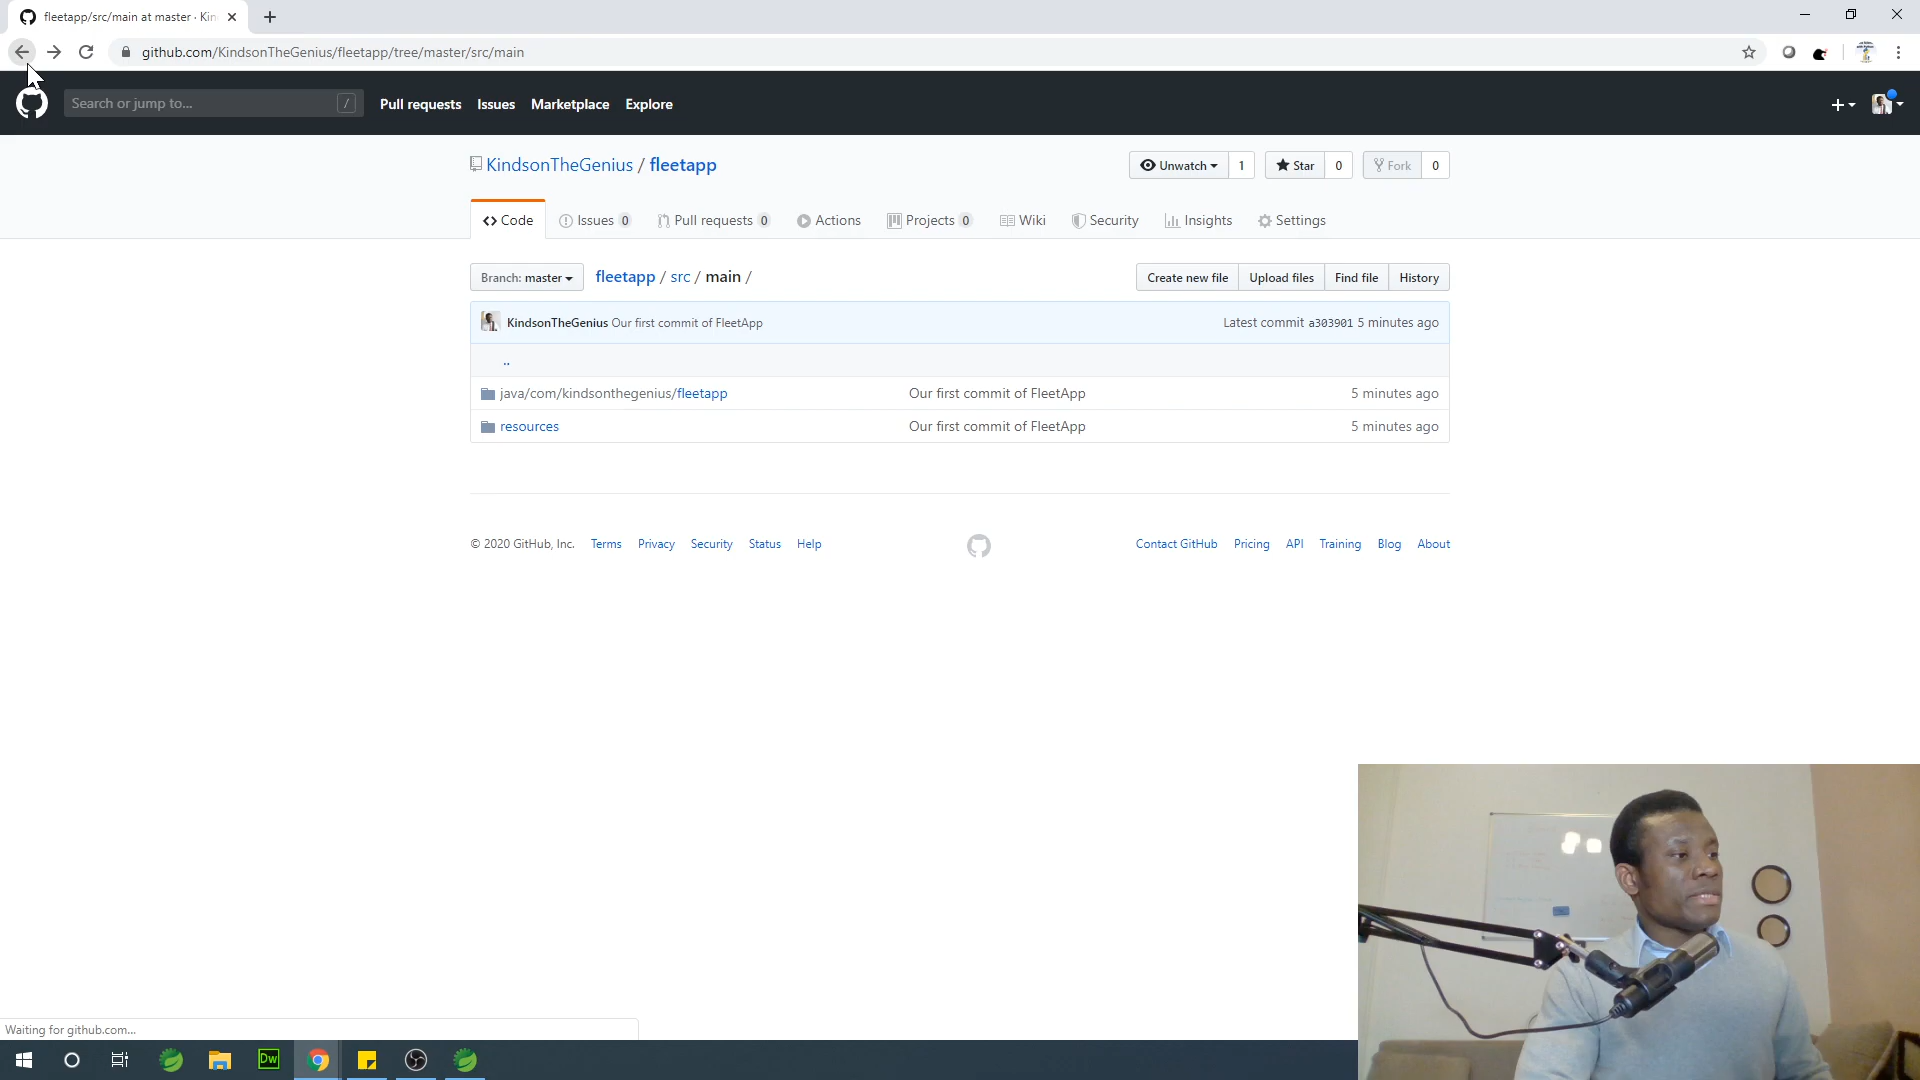 fleetapp/src/main at master · Kin
github.com/KindsonTheGenius/fleetapp/tree/master/src/main
Search or jump to...
/
Pull requests
Issues
Marketplace
Explore
KindsonTheGenius / fleetapp
Unwatch
1
Star
0
Fork
0
Code
Issues 0
Pull requests 0
Actions
Projects 0
Wiki
Security
Insights
Settings
Branch: master
fleetapp / src / main /
Create new file
Upload files
Find file
History
KindsonTheGenius Our first commit of FleetApp
Latest commit a303901 5 minutes ago
..
java/com/kindsonthegenius/fleetapp
Our first commit of FleetApp
5 minutes ago
resources
Our first commit of FleetApp
5 minutes ago
© 2020 GitHub, Inc.
Terms
Privacy
Security
Status
Help
Contact GitHub
Pricing
API
Training
Blog
About
Waiting for github.com...
Dw